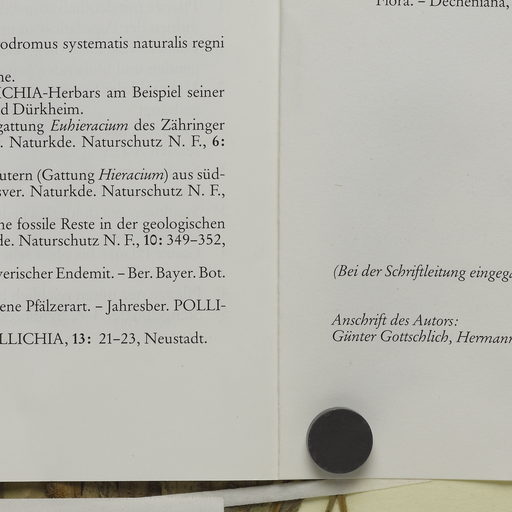 odromus systematis naturalis regni
ne.
ICHIA-Herbars am Beispiel seiner
d Dürkheim.
gattung Euhieracium des Zähringer
. Naturkde. Naturschutz N. F., 6:
utern (Gattung Hieracium) aus süd-
sver. Naturkde. Naturschutz N. F.,
ne fossile Reste in der geologischen
de. Naturschutz N. F., 10: 349–352,
yerischer Endemit. – Ber. Bayer. Bot.
ene Pfälzerart. – Jahresber. POLLI-
LLICHIA, 13: 21–23, Neustadt.
Flora. – Decheniana,
(Bei der Schriftleitung eingega
Anschrift des Autors:
Günter Gottschlich, Hermann